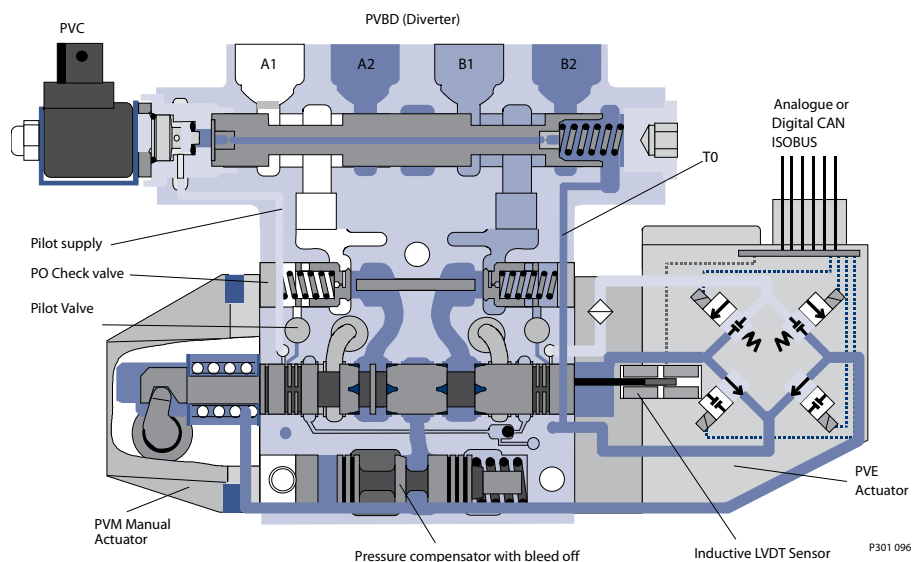 PVBD (Diverter)
PVC
A1
A2
B1
B2
Analogue or
Digital CAN
ISOBUS
T0
Pilot supply
PO Check valve
Pilot Valve
PVE
Actuator
PVM Manual
Actuator
Pressure compensator with bleed off
Inductive LVDT Sensor
P301 096